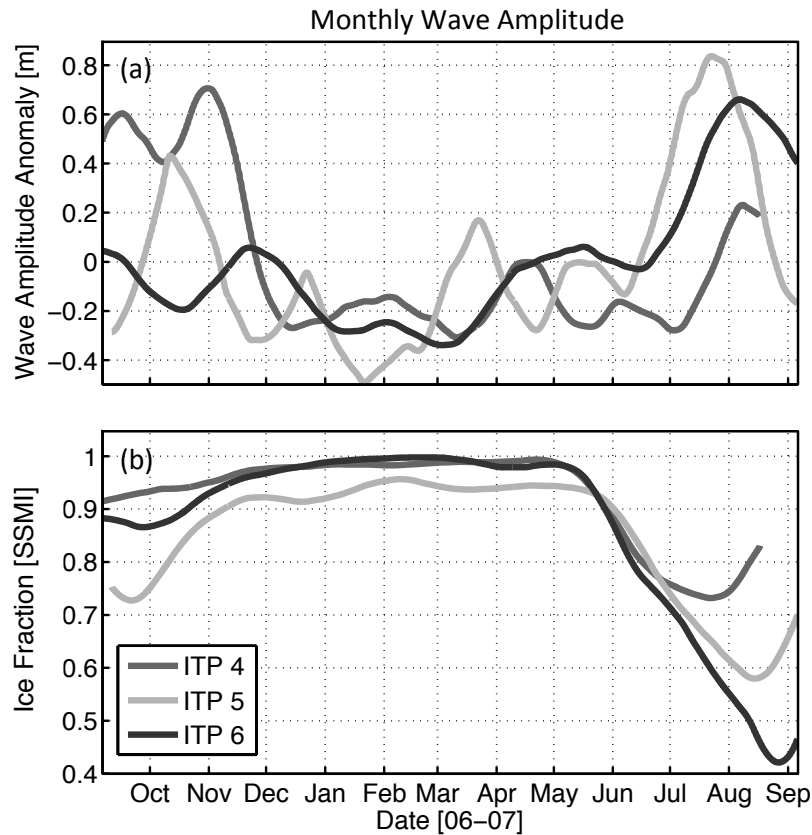 Monthly Wave Amplitude
(a)
Wave Amplitude Anomaly [m]
0.8
0.6
0.4
0.2
0
−0.2
−0.4
(b)
Ice Fraction [SSMI]
1
0.9
0.8
0.7
0.6
0.5
0.4
ITP 4
ITP 5
ITP 6
Oct Nov Dec Jan Feb Mar Apr May Jun Jul Aug Sep
Date [06−07]